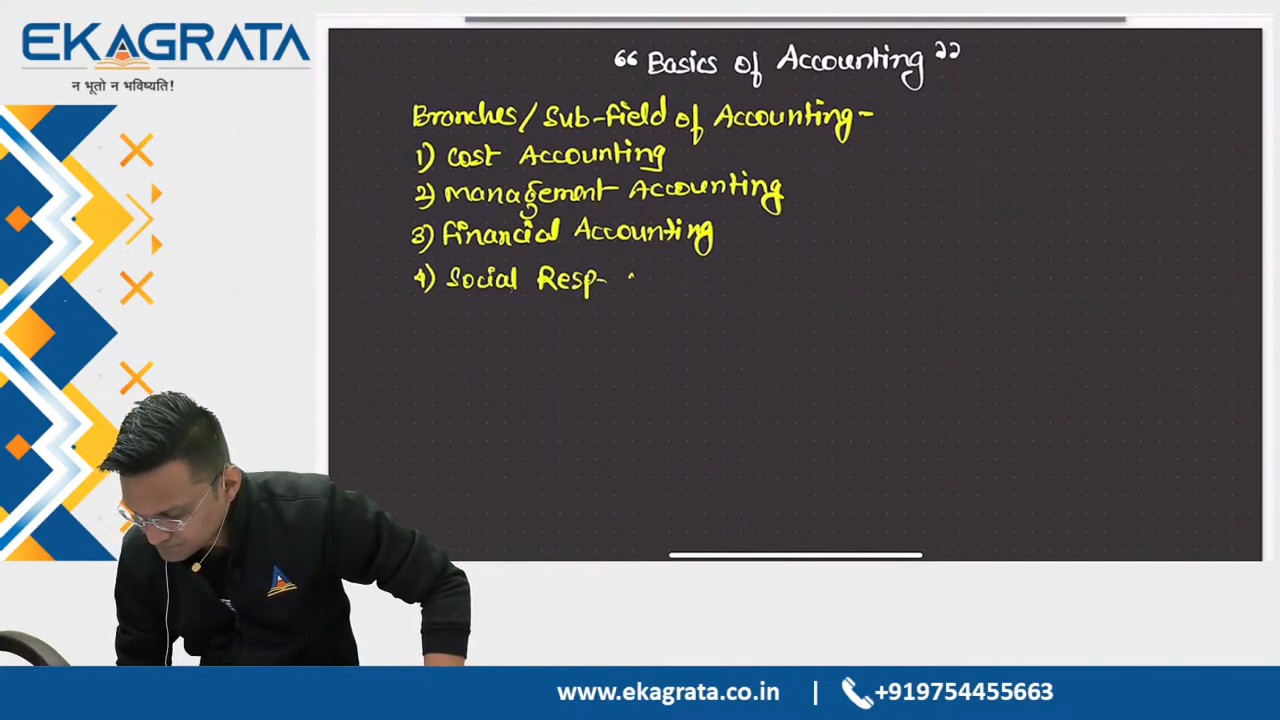 EKAGRATA
न भूतो न भविष्यति!
“Basics of Accounting”
Branches/Sub-field of Accounting-
1) Cost Accounting
2) Management Accounting
3) Financial Accounting
4) Social Resp-
www.ekagrata.co.in | +919754455663